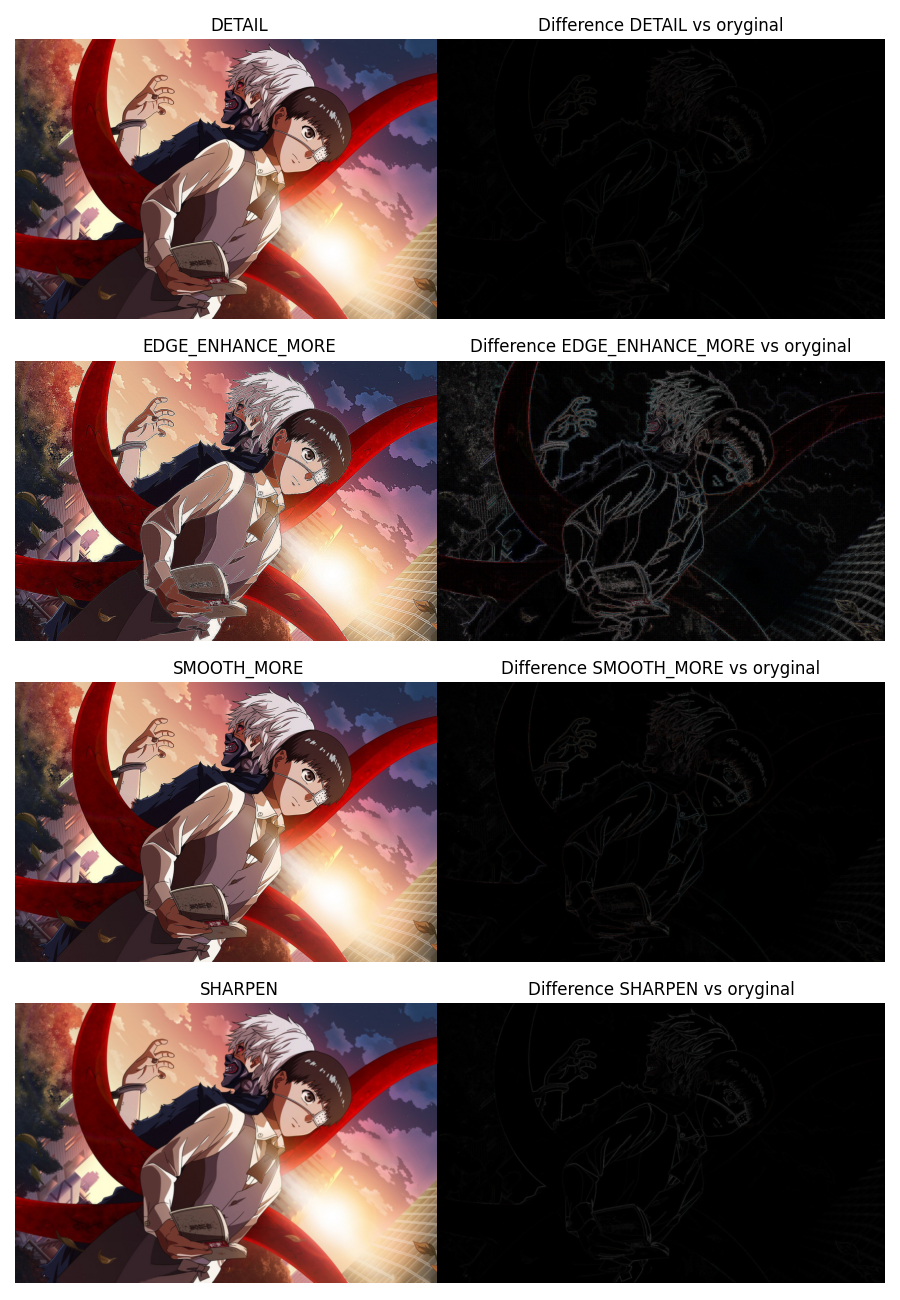 DETAIL
Difference DETAIL vs oryginal
EDGE_ENHANCE_MORE
Difference EDGE_ENHANCE_MORE vs oryginal
SMOOTH_MORE
Difference SMOOTH_MORE vs oryginal
SHARPEN
Difference SHARPEN vs oryginal